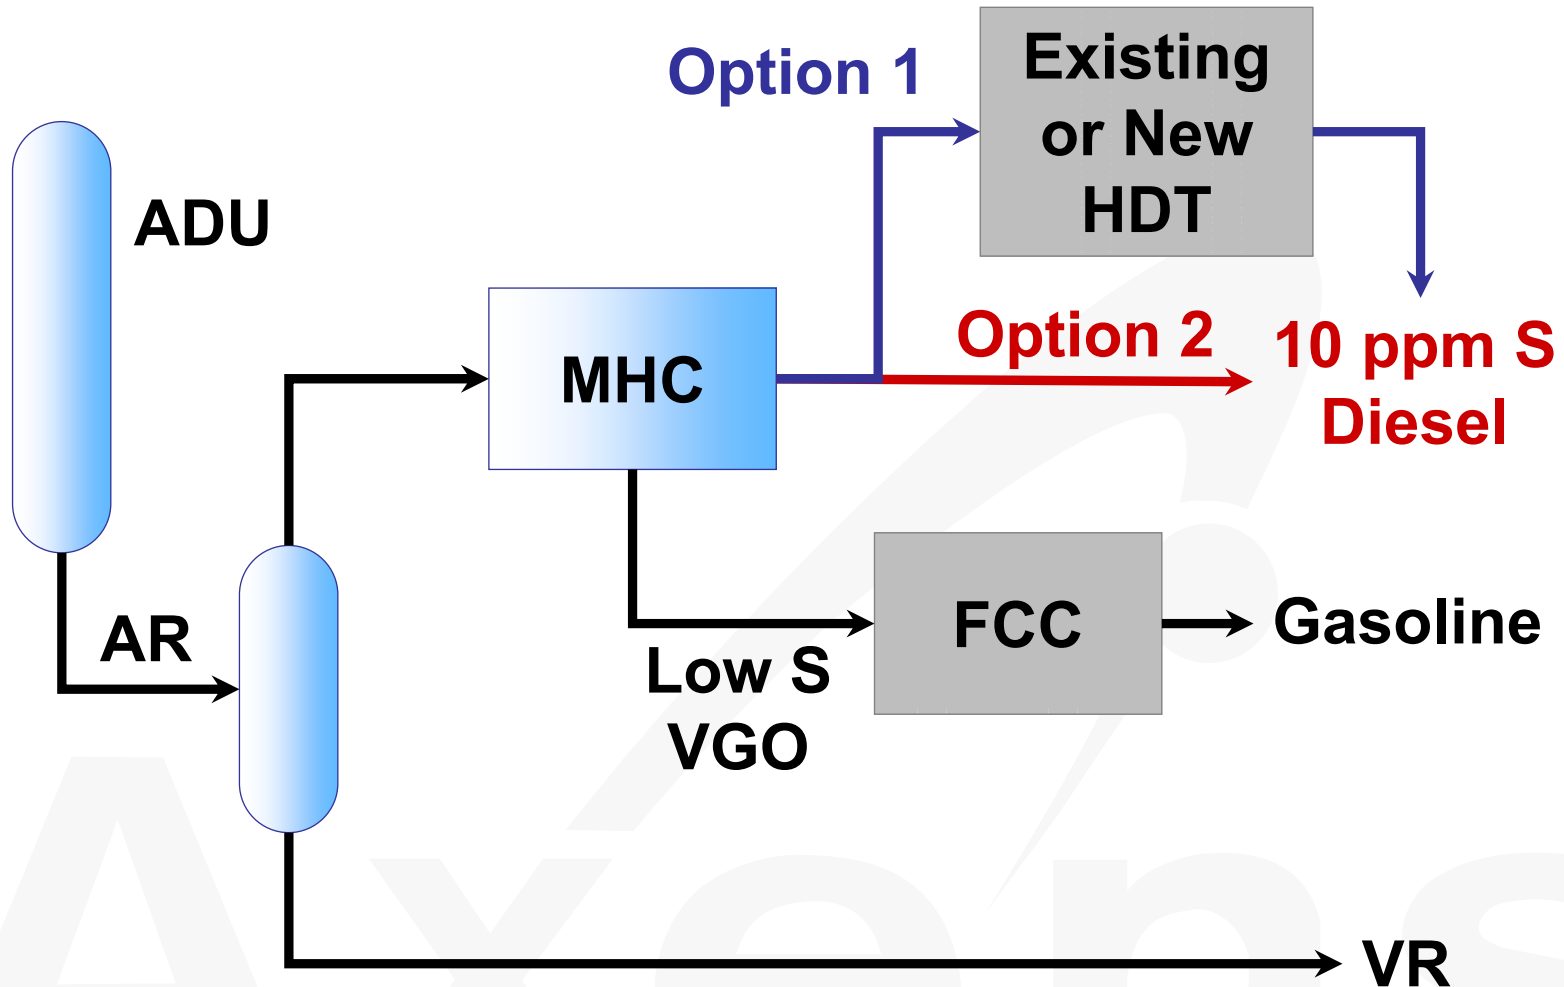 Option 1
Existing
or New
HDT
ADU
MHC
Option 2
10 ppm S
Diesel
AR
Low S
VGO
FCC
Gasoline
VR
Axens